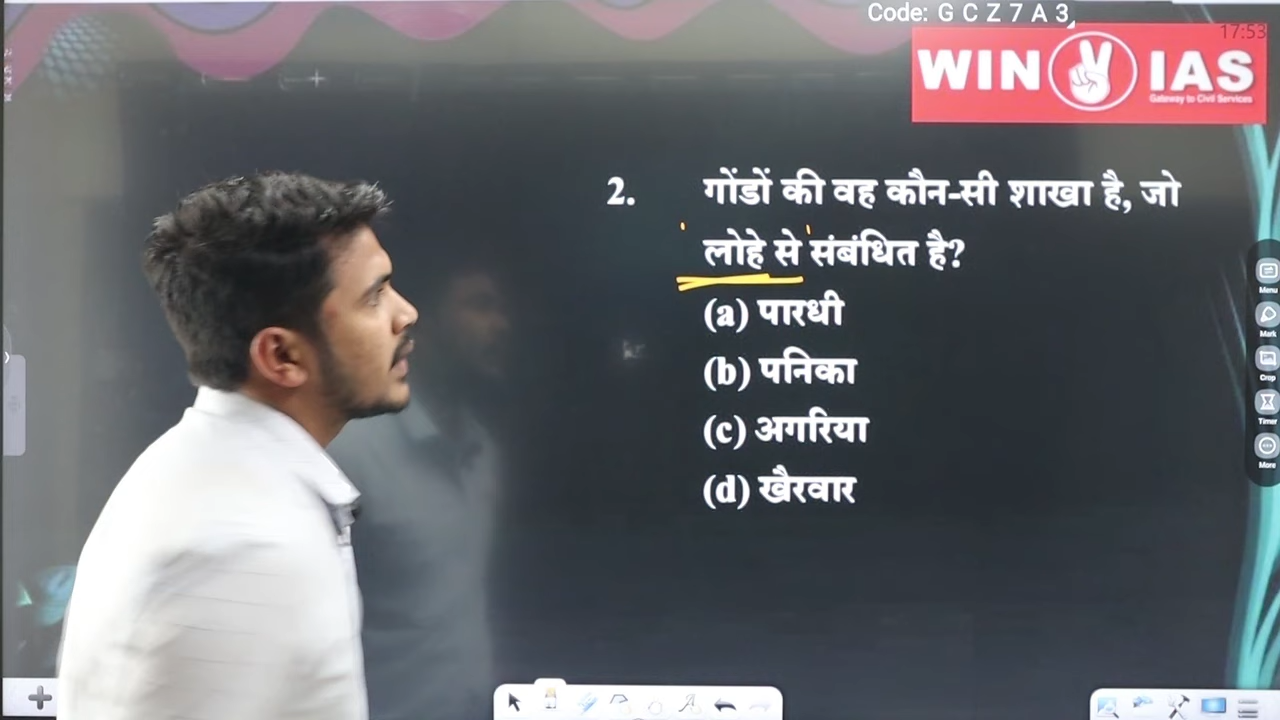 Code: G C Z 7 A 3
17:53
WIN IAS
Gateway to Civil Services
2. गोंडों की वह कौन-सी शाखा है, जो
लोहे से संबंधित है?
(a) पारधी
(b) पनिका
(c) अगरिया
(d) खैरवार
Menu
Mark
Crop
Timer
More